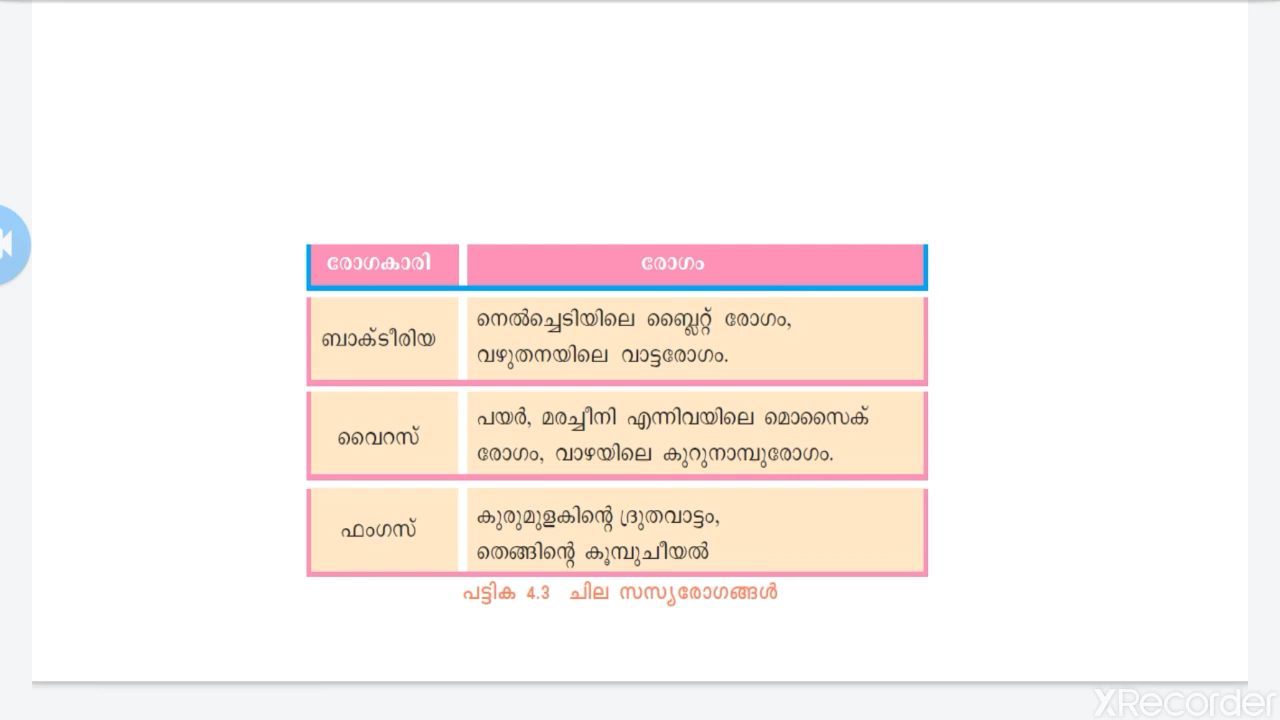 രോഗകാരി രോഗം
ബാക്ടീരിയ
നെൽച്ചെടിയിലെ ബ്ലൈറ്റ് രോഗം,
വഴുതനയിലെ വാട്ടരോഗം.
വൈറസ്
പയർ, മരച്ചീനി എന്നിവയിലെ മൊസൈക്
രോഗം, വാഴയിലെ കുറുനാമ്പുരോഗം.
ഫംഗസ്
കുരുമുളകിന്റെ ദ്രുതവാട്ടം,
തെങ്ങിന്റെ കൂമ്പുചീയൽ
പട്ടിക 4.3 ചില സസ്യരോഗങ്ങൾ
XRecorder